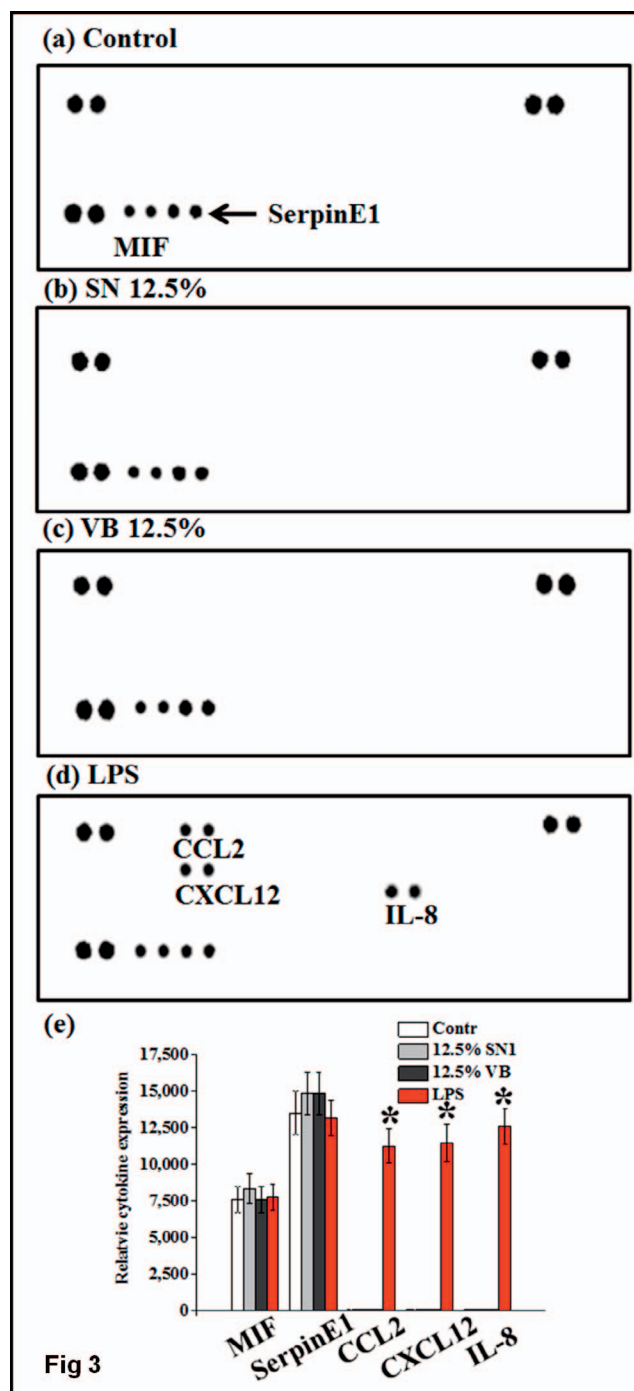 (a) Control
SerpinE1
MIF
(b) SN 12.5%
(c) VB 12.5%
(d) LPS
CCL2
CXCL12
IL-8
(e)
Contr
12.5% SN1
12.5% VB
LPS
Relatvie cytokine expression
17,500
15,000
12,500
10,000
7,500
5,000
2,500
0
* * *
MIF
SerpinE1
CCL2
CXCL12
IL-8
Fig 3